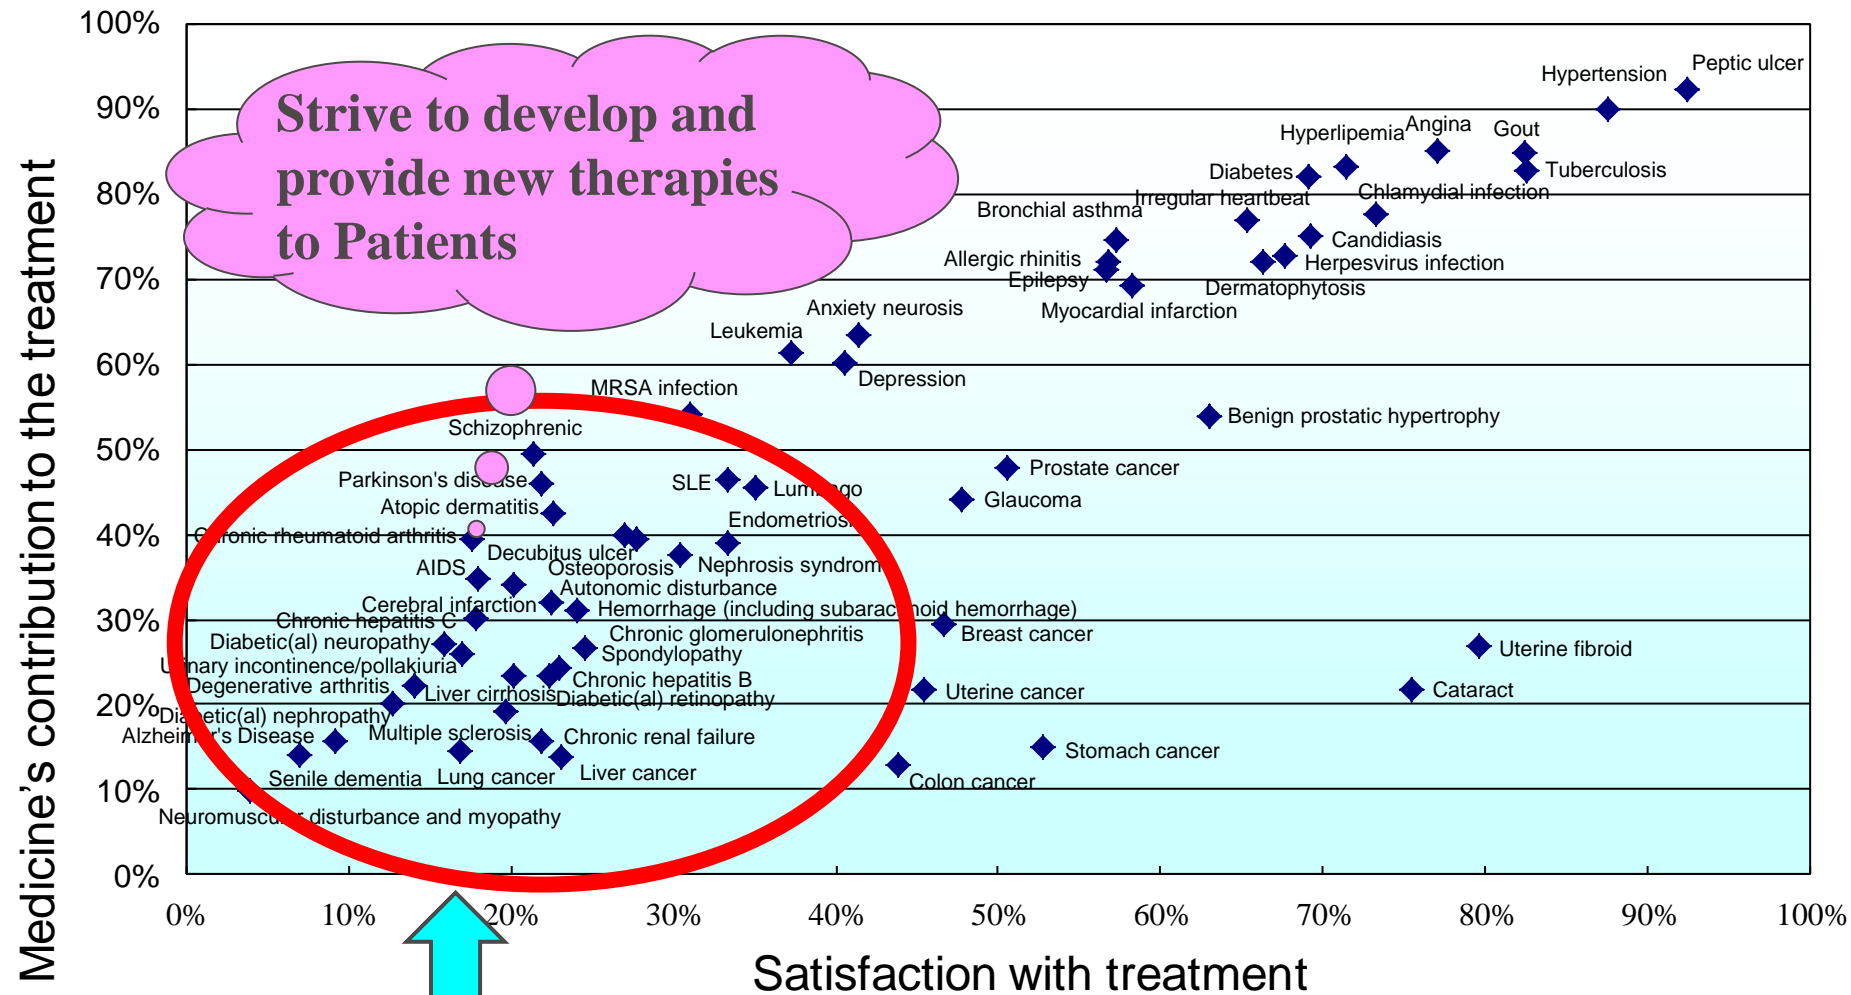 100%
90%
80%
70%
60%
50%
40%
30%
20%
10%
0%
Medicine's contribution to the treatment
Strive to develop and
provide new therapies
to Patients
Peptic ulcer
Hypertension
Angina
Gout
Hyperlipemia
Tuberculosis
Diabetes
Chlamydial infection
Irregular heartbeat
Bronchial asthma
Candidiasis
Allergic rhinitis
Herpesvirus infection
Epilepsy
Dermatophytosis
Myocardial infarction
Anxiety neurosis
Leukemia
Depression
MRSA infection
Benign prostatic hypertrophy
Schizophrenic
Prostate cancer
Parkinson's disease
SLE
Lumbago
Glaucoma
Atopic dermatitis
Endometriosis
Chronic rheumatoid arthritis
Decubitus ulcer
Osteoporosis
Nephrosis syndrom
AIDS
Autonomic disturbance
Cerebral infarction
Hemorrhage (including subarachnoid hemorrhage)
Chronic hepatitis C
Chronic glomerulonephritis
Breast cancer
Diabetic(al) neuropathy
Spondylopathy
Uterine fibroid
Urinary incontinence/pollakiuria
Chronic hepatitis B
Degenerative arthritis
Liver cirrhosis
Diabetic(al) retinopathy
Uterine cancer
Cataract
Diabetic(al) nephropathy
Alzheimer's Disease
Multiple sclerosis
Chronic renal failure
Stomach cancer
Senile dementia
Lung cancer
Liver cancer
Colon cancer
Neuromuscular disturbance and myopathy
0% 10% 20% 30% 40% 50% 60% 70% 80% 90% 100%
Satisfaction with treatment